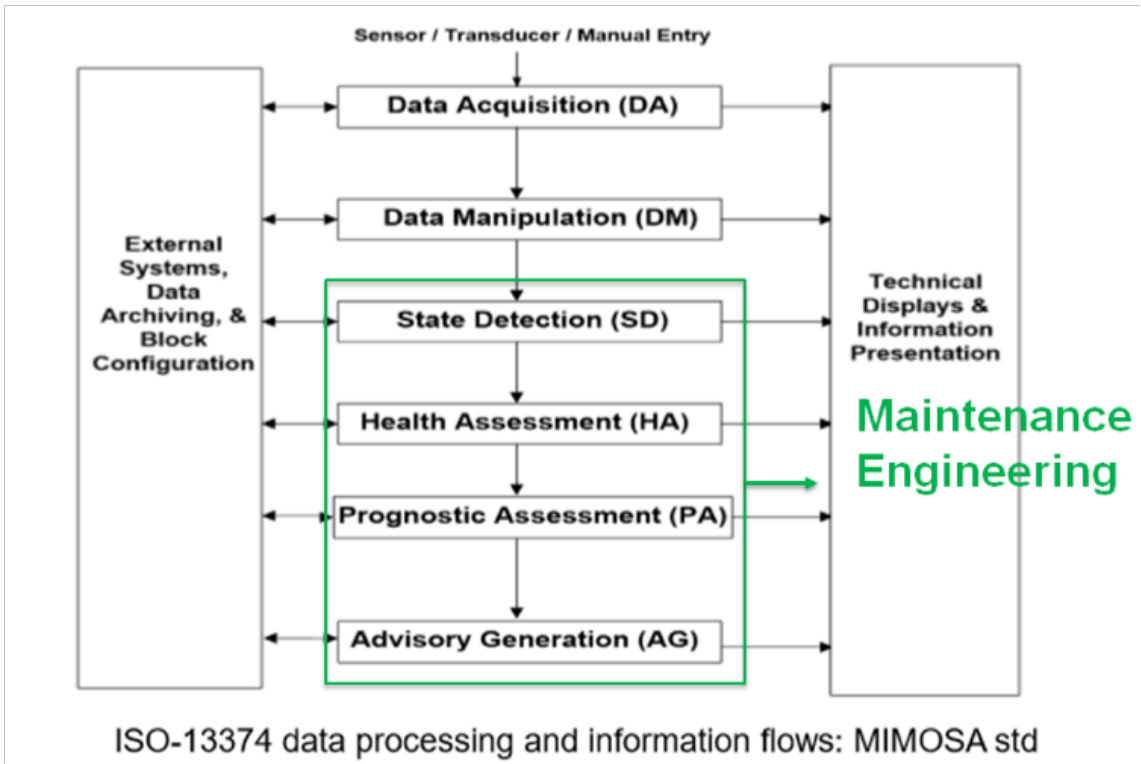 Sensor / Transducer / Manual Entry
Data Acquisition (DA)
Data Manipulation (DM)
External
Systems,
Data
Archiving, &
Block
Configuration
State Detection (SD)
Health Assessment (HA)
Prognostic Assessment (PA)
Advisory Generation (AG)
Technical
Displays &
Information
Presentation
Maintenance
Engineering
ISO-13374 data processing and information flows: MIMOSA std